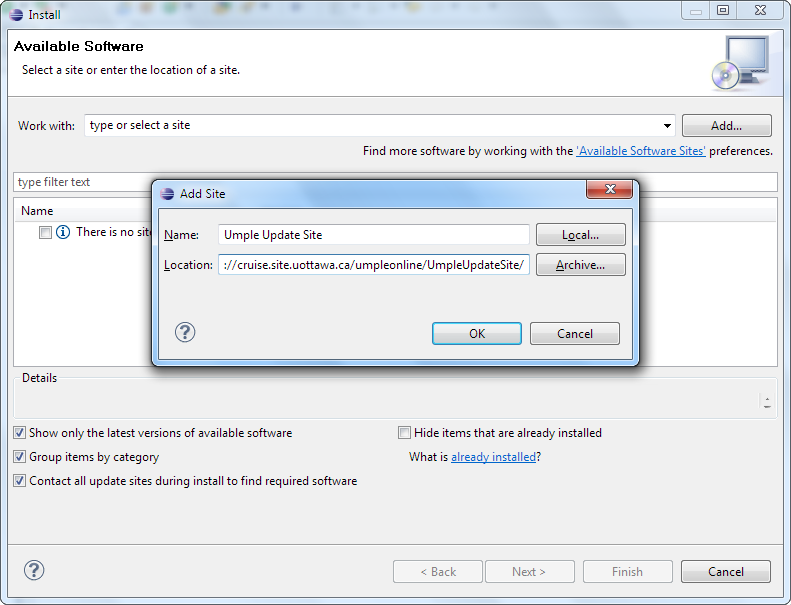 Install
Available Software
Select a site or enter the location of a site.
Work with: type or select a site Add...
Find more software by working with the 'Available Software Sites' preferences.
type filter text
Name
There is no sit
Add Site
Name: Umple Update Site Local...
Location: ://cruise.site.uottawa.ca/umpleonline/UmpleUpdateSite/ Archive...
? OK Cancel
Details
Show only the latest versions of available software Hide items that are already installed
Group items by category What is already installed?
Contact all update sites during install to find required software
? < Back Next > Finish Cancel